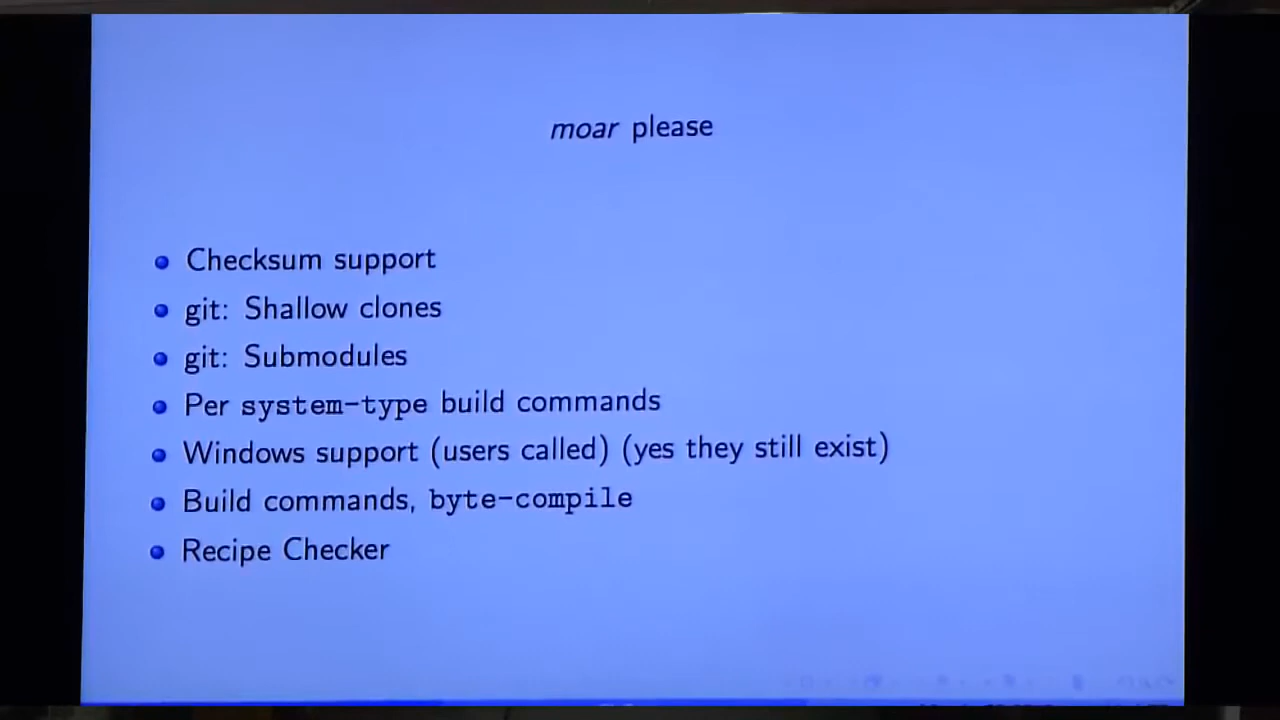 moar please
Checksum support
git: Shallow clones
git: Submodules
Per system-type build commands
Windows support (users called) (yes they still exist)
Build commands, byte-compile
Recipe Checker